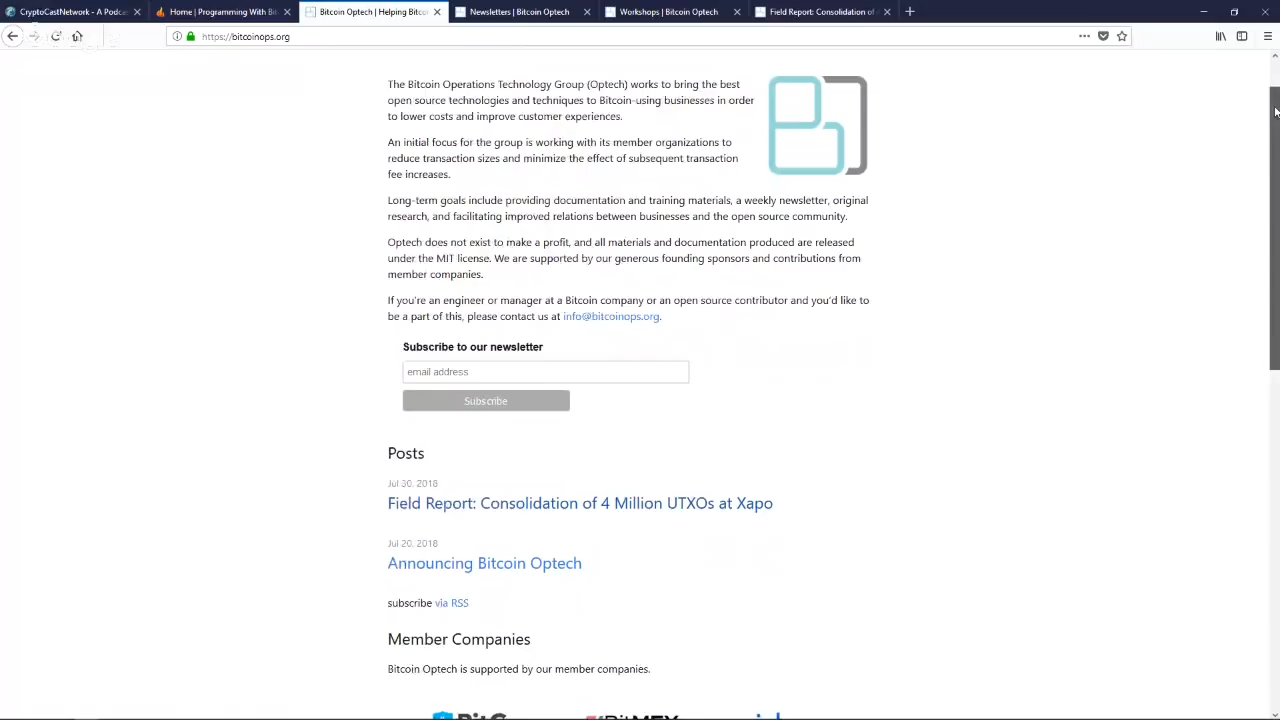 CryptoCastNetwork - A Podca
Home | Programming With Bit
Bitcoin Optech | Helping Bitco
Newsletters | Bitcoin Optech
Workshops | Bitcoin Optech
Field Report: Consolidation of
https://bitcoinops.org
The Bitcoin Operations Technology Group (Optech) works to bring the best
open source technologies and techniques to Bitcoin-using businesses in order
to lower costs and improve customer experiences.
An initial focus for the group is working with its member organizations to
reduce transaction sizes and minimize the effect of subsequent transaction
fee increases.
Long-term goals include providing documentation and training materials, a weekly newsletter, original
research, and facilitating improved relations between businesses and the open source community.
Optech does not exist to make a profit, and all materials and documentation produced are released
under the MIT license. We are supported by our generous founding sponsors and contributions from
member companies.
If you're an engineer or manager at a Bitcoin company or an open source contributor and you'd like to
be a part of this, please contact us at info@bitcoinops.org.
Subscribe to our newsletter
email address
Subscribe
Posts
Jul 30, 2018
Field Report: Consolidation of 4 Million UTXOs at Xapo
Jul 20, 2018
Announcing Bitcoin Optech
subscribe via RSS
Member Companies
Bitcoin Optech is supported by our member companies.
BitMEX